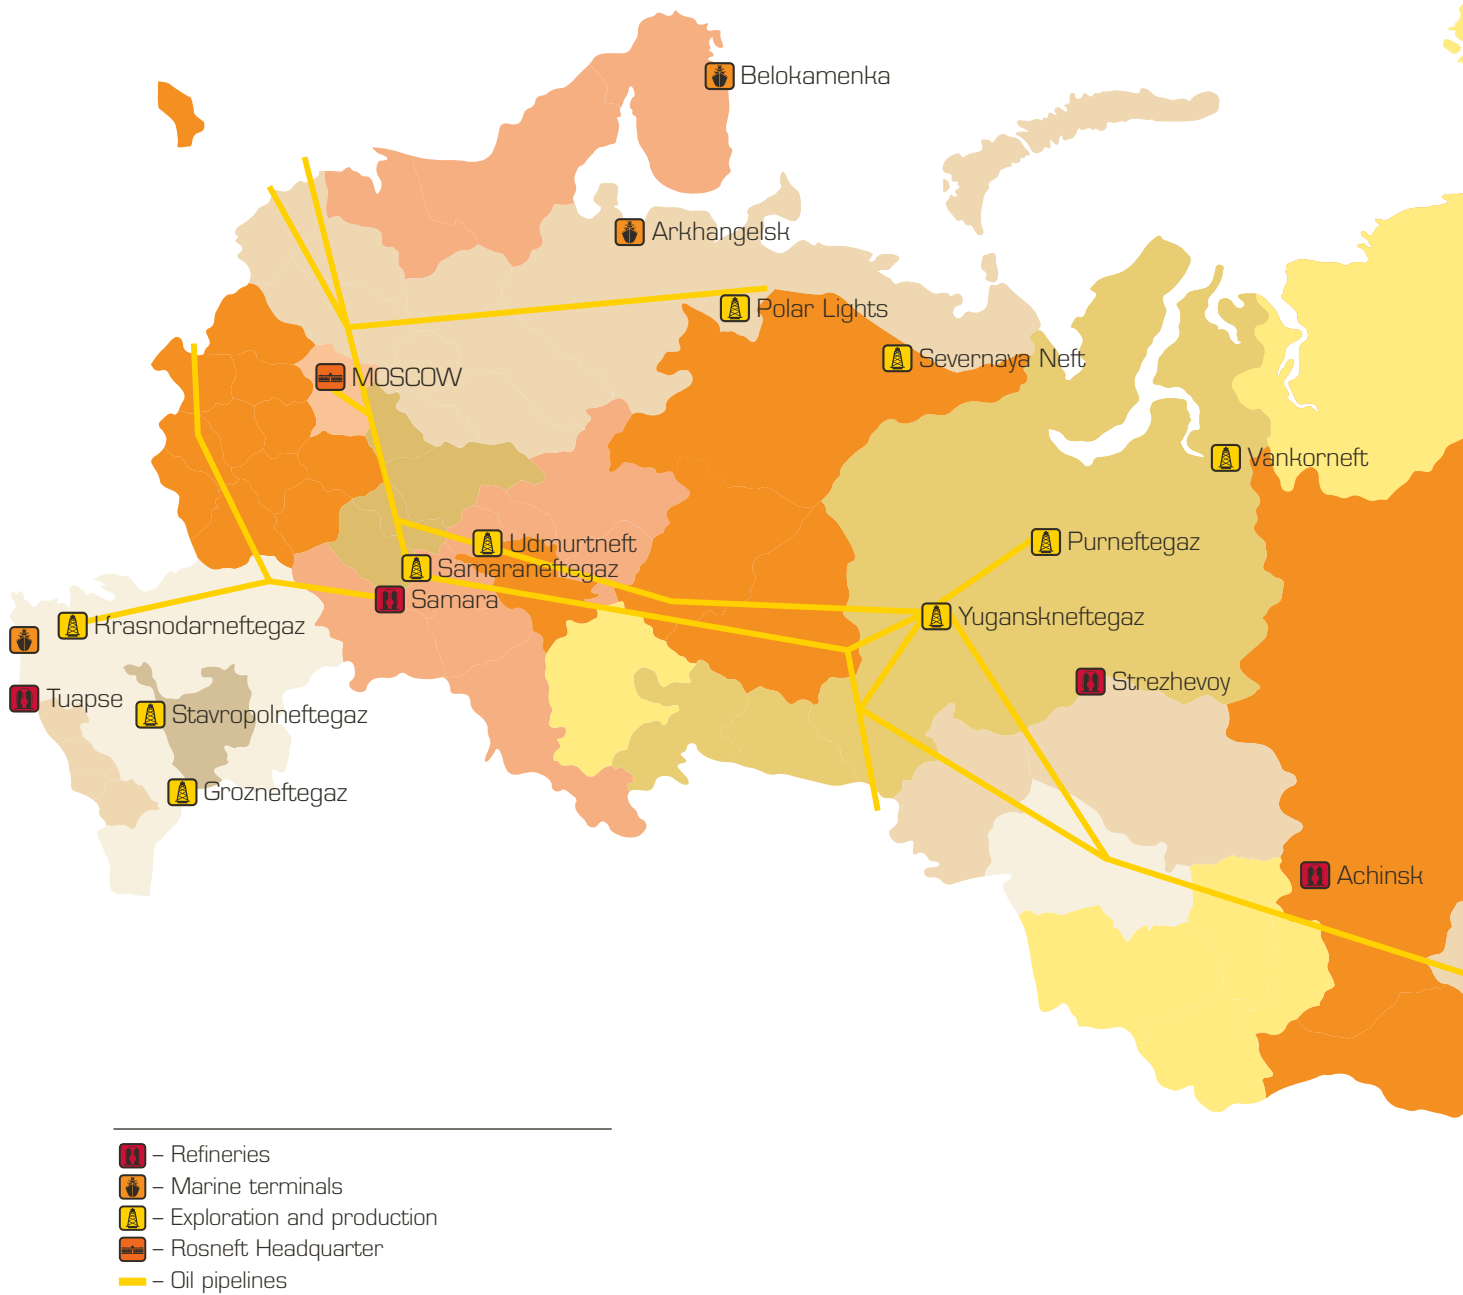 Belokamenka
Arkhangelsk
Polar Lights
Severnaya Neft
MOSCOW
Vankorneft
Udmurtneft
Purneftegaz
Samaraneftegaz
Samara
Krasnodarneftegaz
Yuganskneftegaz
Strezhevoy
Tuapse
Stavropolneftegaz
Grozneftegaz
Achinsk
– Refineries
– Marine terminals
– Exploration and production
– Rosneft Headquarter
– Oil pipelines